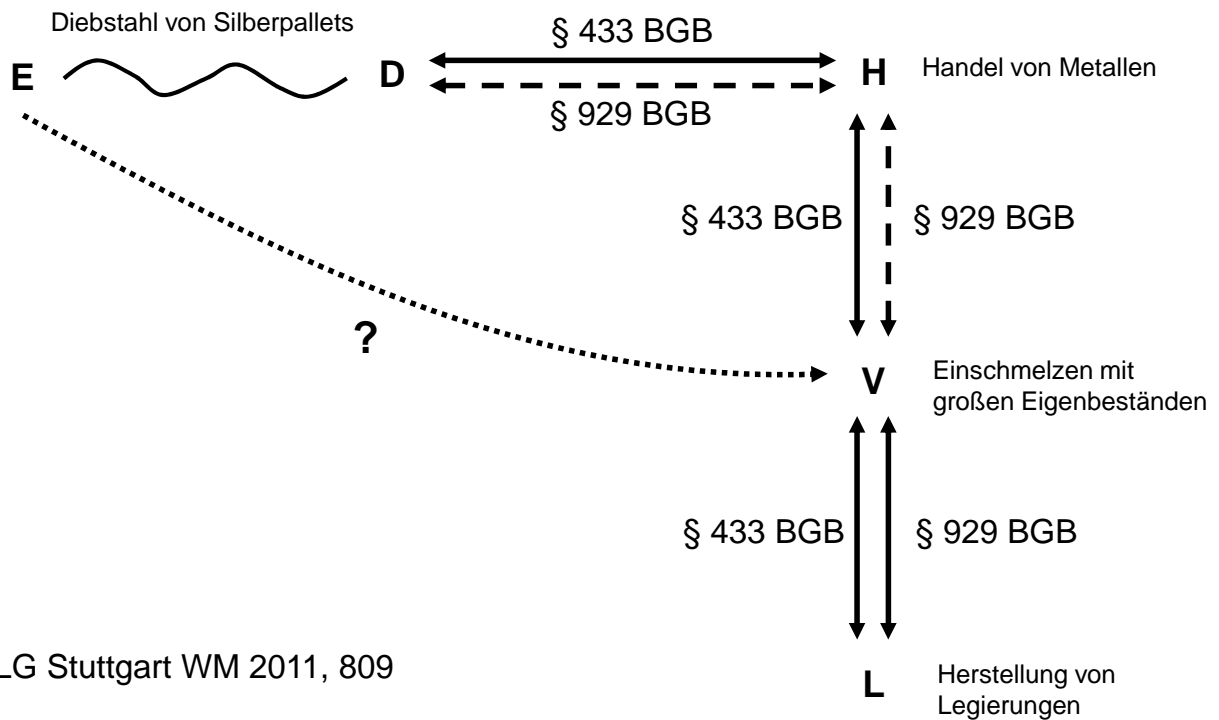 Diebstahl von Silberpallets
§ 433 BGB
E
D
H
Handel von Metallen
§ 929 BGB
§ 433 BGB
§ 929 BGB
?
V
Einschmelzen mit
großen Eigenbeständen
§ 433 BGB
§ 929 BGB
LG Stuttgart WM 2011, 809
L
Herstellung von
Legierungen